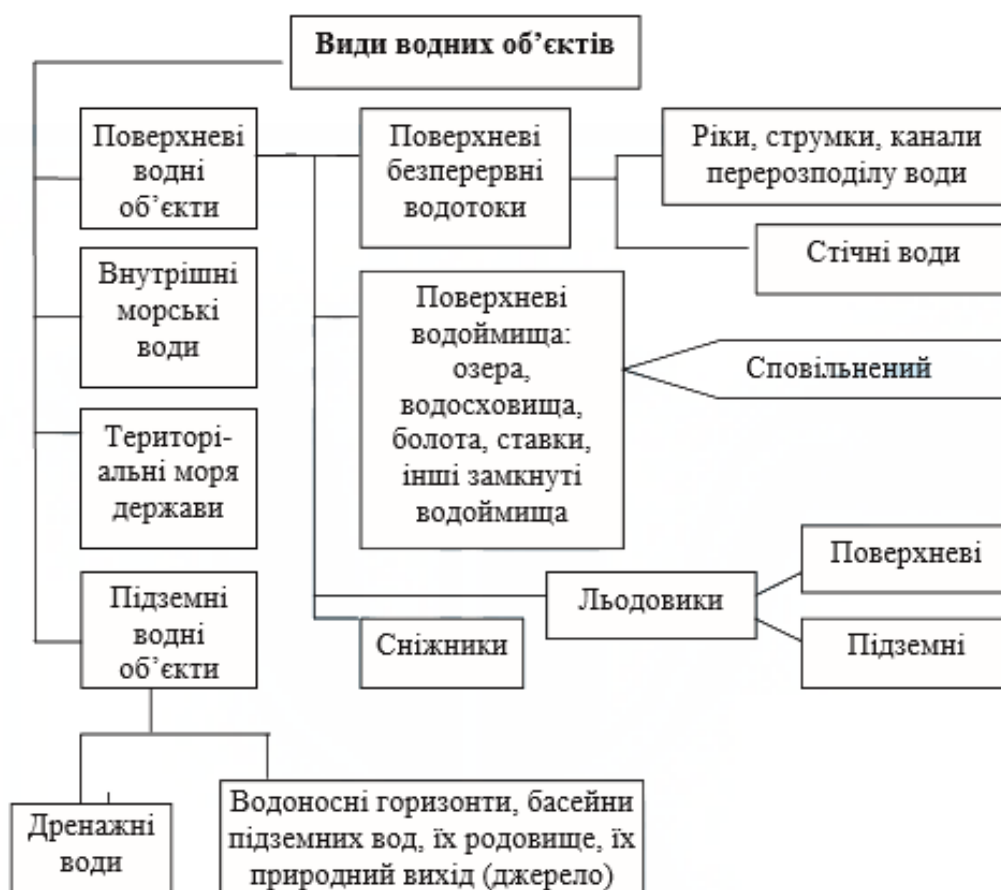 Види водних об’єктів
Поверхневі
водні
об’єкти
Поверхневі
безперервні
водотоки
Ріки, струмки, канали
перерозподілу води
Стічні води
Внутрішні
морські
води
Поверхневі
водоймища:
озера,
водосховища,
болота, ставки,
інші замкнуті
водоймища
Сповільнений
Територі-
альні моря
держави
Підземні
водні
об’єкти
Сніжники
Льодовики
Поверхневі
Підземні
Дренажні
води
Водоносні горизонти, басейни
підземних вод, їх родовище, їх
природний вихід (джерело)